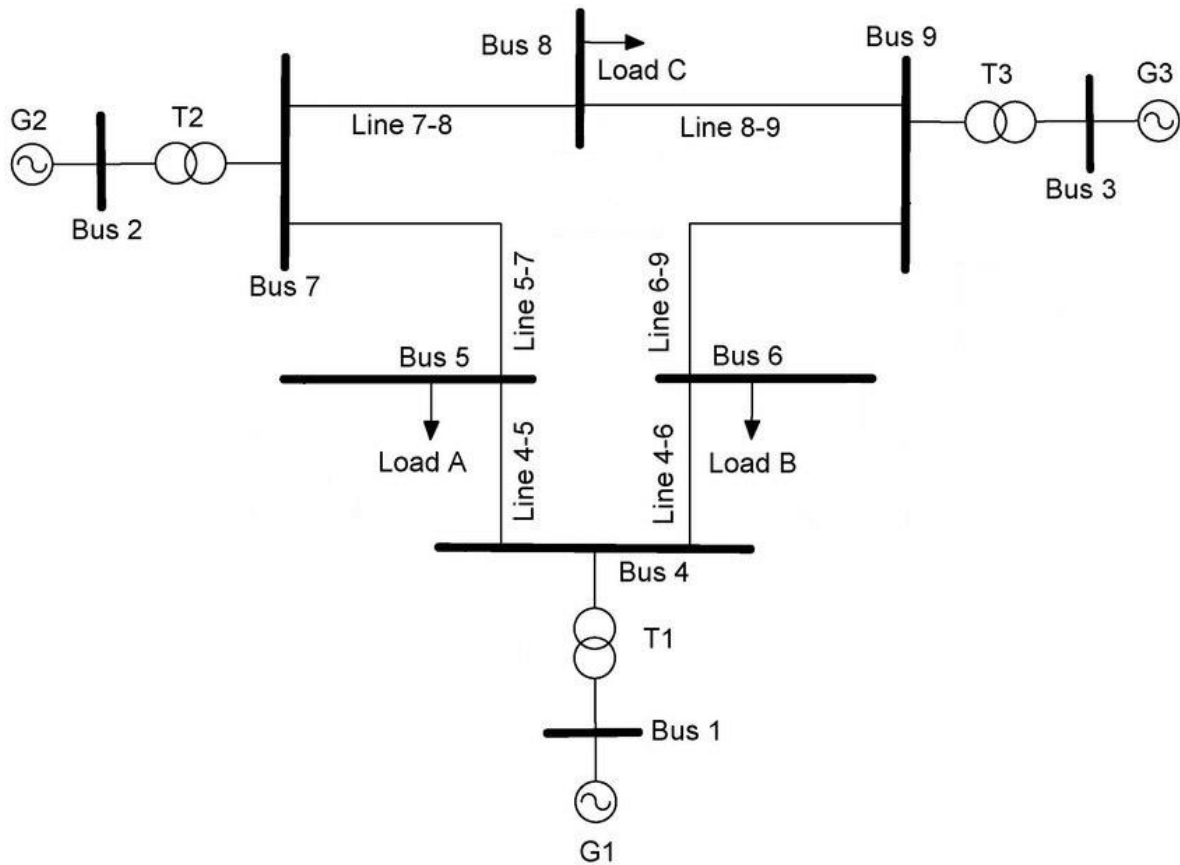 Bus 8
Load C
Bus 9
T3
G3
G2
T2
Line 7-8
Line 8-9
Bus 2
Bus 3
Bus 7
Line 5-7
Line 6-9
Bus 5
Bus 6
Load A
Line 4-5
Line 4-6
Load B
Bus 4
T1
Bus 1
G1